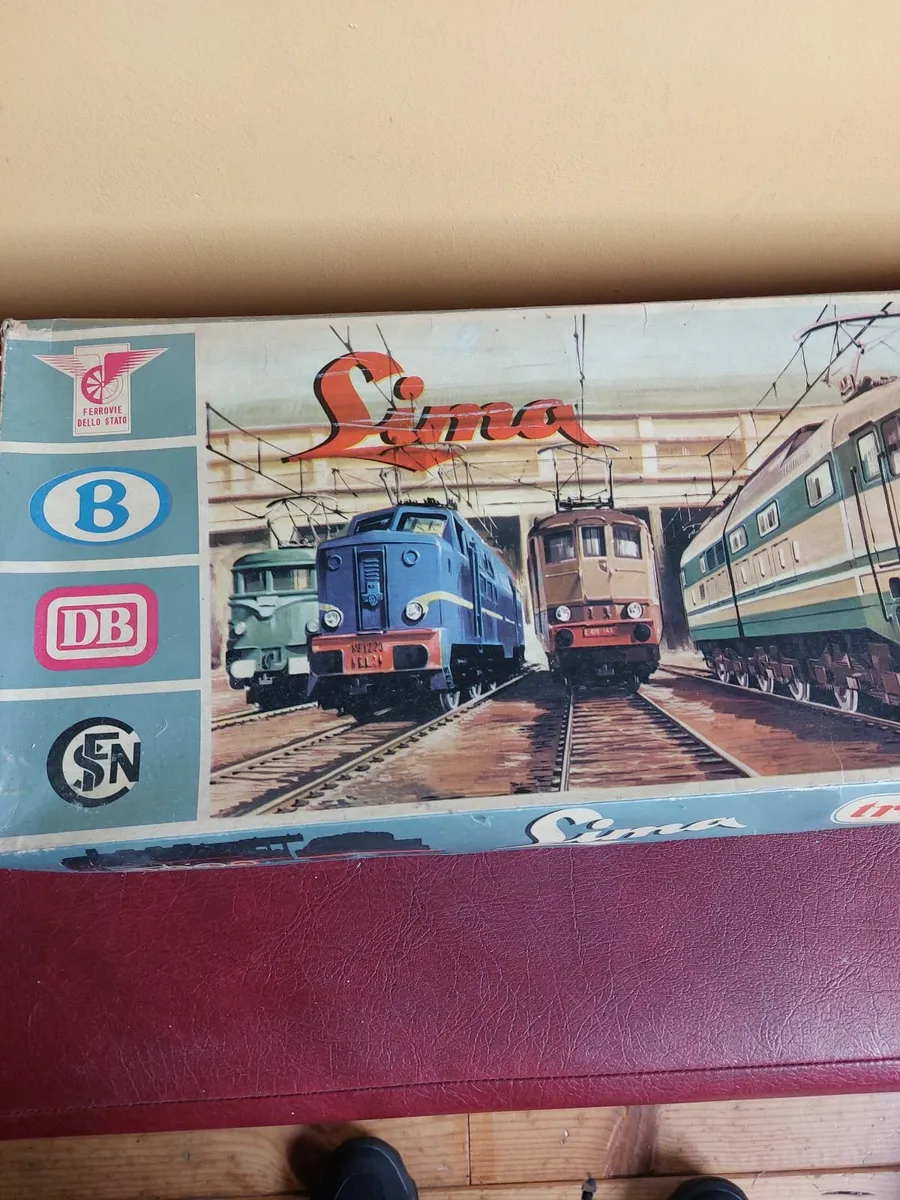 FERROVIE
DELLO STATO
B
DB
SNCF
Lima
Lima